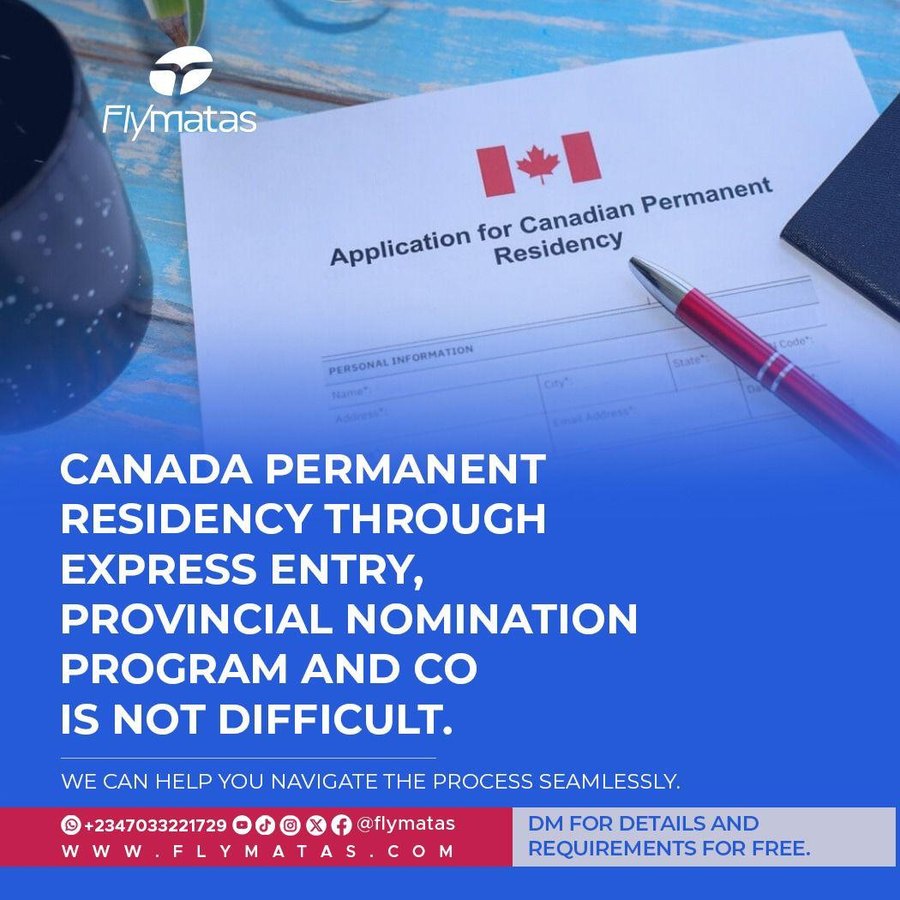 Flymatas
Application for Canadian Permanent
Residency
PERSONAL INFORMATION
Name*:
City*:
State*:
Code*:
Address*:
Email Address*:
CANADA PERMANENT
RESIDENCY THROUGH
EXPRESS ENTRY,
PROVINCIAL NOMINATION
PROGRAM AND CO
IS NOT DIFFICULT.
WE CAN HELP YOU NAVIGATE THE PROCESS SEAMLESSLY.
+2347033221729 @flymatas
WWW.FLYMATAS.COM
DM FOR DETAILS AND
REQUIREMENTS FOR FREE.